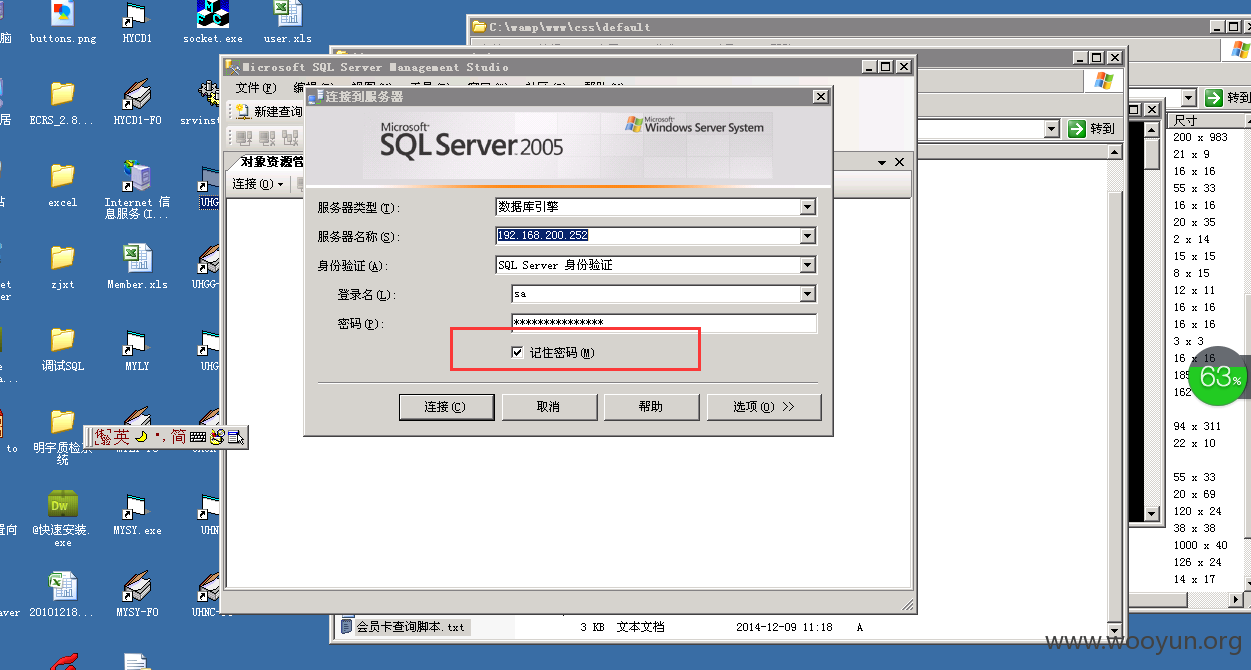 C:\wamp\www\css\default
脑
buttons.png
HYCD1
socket.exe
user.xls
Microsoft SQL Server Management Studio
文件(F)
新建查询
连接到服务器
Microsoft
SQL Server 2005
Microsoft
Windows Server System
转到
转到
尺寸
对象资源管
连接(O)
服务器类型(T):
数据库引擎
服务器名称(S):
192.168.200.252
身份验证(A):
SQL Server 身份验证
登录名(L):
sa
密码(P):
***************
记住密码(M)
连接(C)
取消
帮助
选项(O) >>
居
ECRS_2.8...
HYCD1-FO
srvinst
excel
Internet 信
息服务(I...
UHG
zjxt
Member.xls
UHGG-
调试SQL
MYLY
UHG
英
简
明宇质检系
统
MYLY-FO
@快速安装.
exe
MYSY.exe
UHN
20101218...
MYSY-FO
UHNC-
会员卡查询脚本.txt
3 KB
文本文档
2014-12-09 11:18
A
200 x 983
21 x 9
16 x 16
55 x 33
16 x 16
20 x 35
2 x 14
15 x 15
8 x 15
12 x 11
16 x 16
16 x 16
3 x 3
16 x 16
185
162
63%
94 x 311
22 x 10
55 x 33
20 x 69
120 x 24
38 x 38
1000 x 40
126 x 24
14 x 17
www.wooyun.org